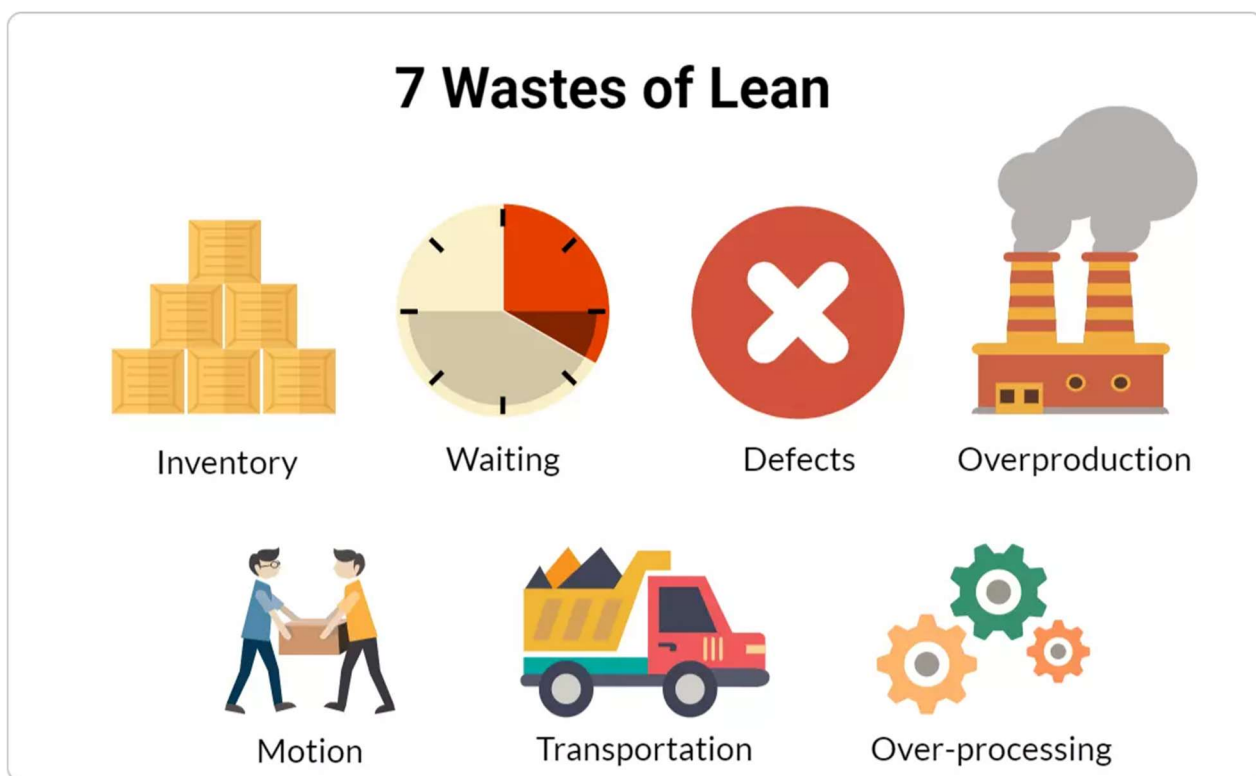 7 Wastes of Lean
Inventory
Waiting
Defects
Overproduction
Motion
Transportation
Over-processing